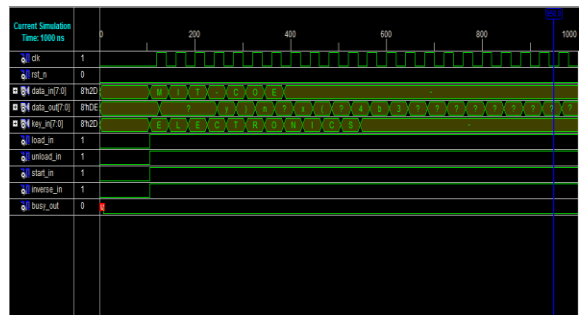 Current Simulation
Time: 1000 ns
0 200 400 600 800 1000
clk 1
rst_n 0
data_in[7:0] 8'h2D M I T - C O E -
data_out[7:0] 8'hDE ? y j n ? x ( ? 4 b 3 ? ? ? ? ? ? ? ?
key_in[7:0] 8'h2D E L E C T R O N I C S -
load_in 1
unload_in 1
start_in 1
inverse_in 1
busy_out 0